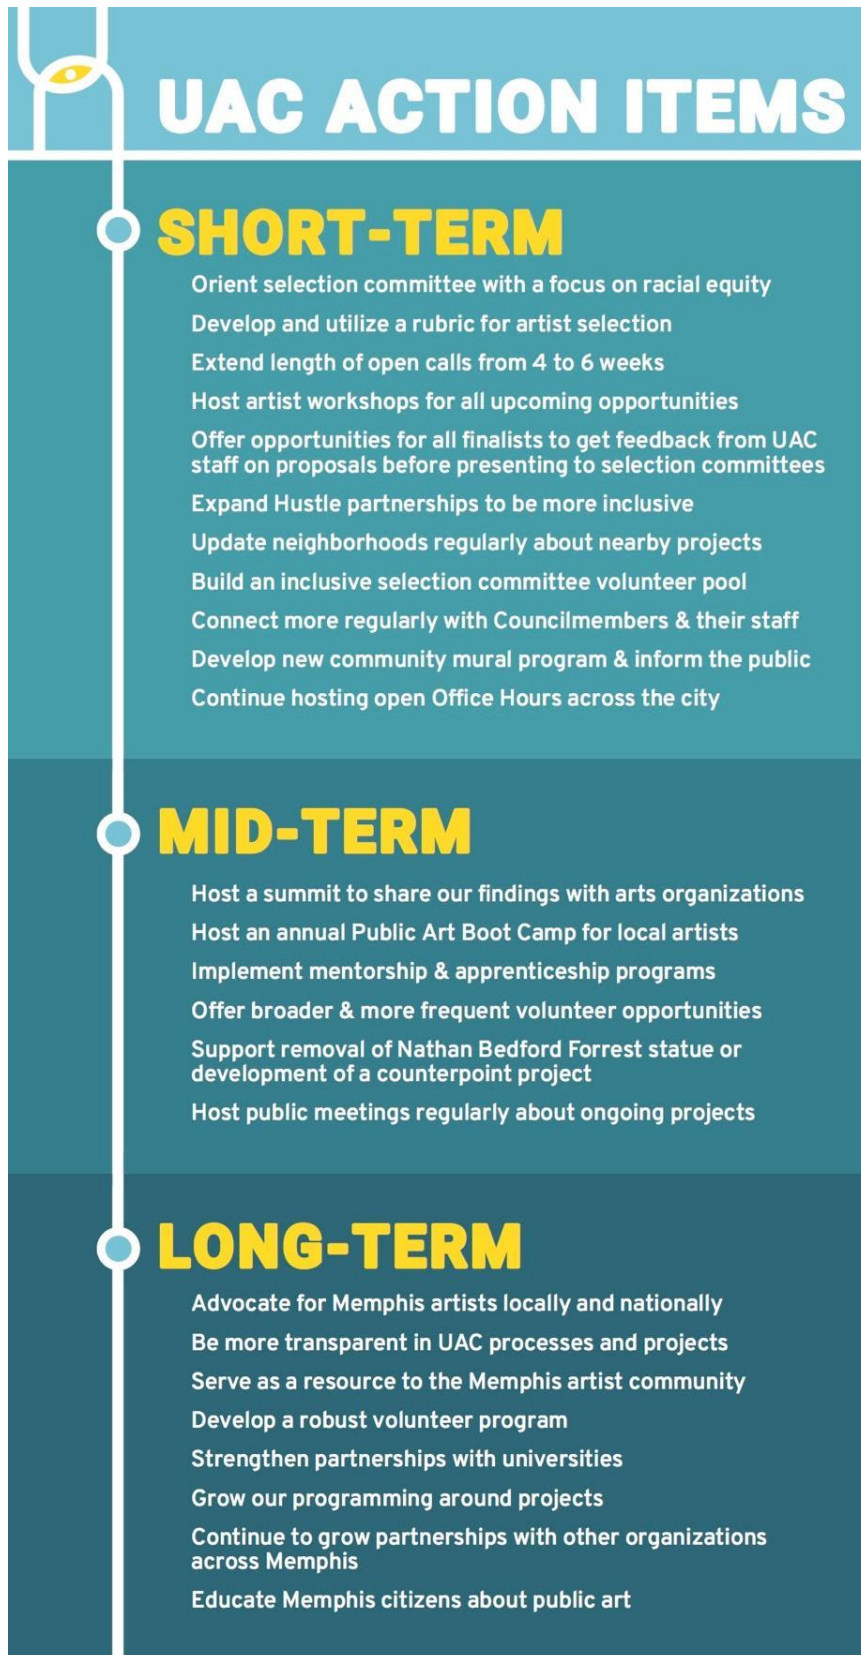 UAC ACTION ITEMS
SHORT-TERM
Orient selection committee with a focus on racial equity
Develop and utilize a rubric for artist selection
Extend length of open calls from 4 to 6 weeks
Host artist workshops for all upcoming opportunities
Offer opportunities for all finalists to get feedback from UAC
staff on proposals before presenting to selection committees
Expand Hustle partnerships to be more inclusive
Update neighborhoods regularly about nearby projects
Build an inclusive selection committee volunteer pool
Connect more regularly with Councilmembers & their staff
Develop new community mural program & inform the public
Continue hosting open Office Hours across the city
MID-TERM
Host a summit to share our findings with arts organizations
Host an annual Public Art Boot Camp for local artists
Implement mentorship & apprenticeship programs
Offer broader & more frequent volunteer opportunities
Support removal of Nathan Bedford Forrest statue or
development of a counterpoint project
Host public meetings regularly about ongoing projects
LONG-TERM
Advocate for Memphis artists locally and nationally
Be more transparent in UAC processes and projects
Serve as a resource to the Memphis artist community
Develop a robust volunteer program
Strengthen partnerships with universities
Grow our programming around projects
Continue to grow partnerships with other organizations
across Memphis
Educate Memphis citizens about public art